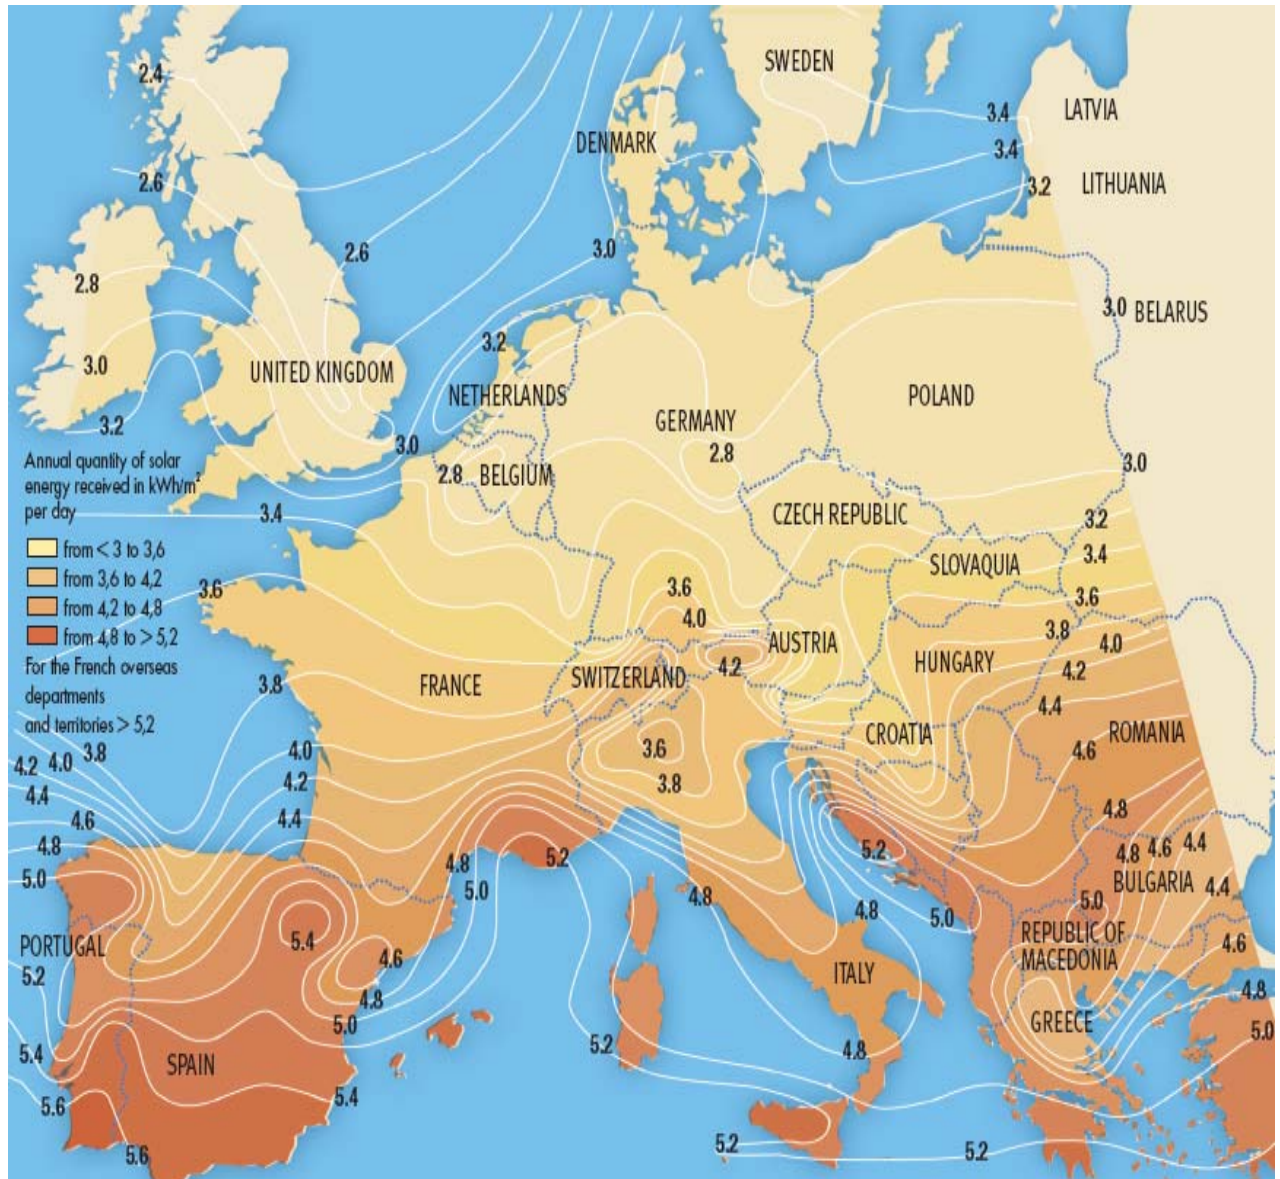 SWEDEN
2.4
3.4
LATVIA
DENMARK
3.4
2.6
3.2
LITHUANIA
2.6
3.0
2.8
3.0
BELARUS
3.2
3.0
UNITED KINGDOM
NETHERLANDS
POLAND
GERMANY
3.2
3.0
2.8
Annual quantity of solar
energy received in kWh/m²
per day
2.8
BELGIUM
3.0
3.4
CZECH REPUBLIC
3.2
from < 3 to 3,6
from 3,6 to 4,2
from 4,2 to 4,8
from 4,8 to > 5,2
For the French overseas
departments
and territories > 5,2
3.4
SLOVAQUIA
3.6
3.6
3.6
4.0
3.8
4.0
AUSTRIA
HUNGARY
4.2
4.2
SWITZERLAND
FRANCE
3.8
4.4
CROATIA
ROMANIA
3.6
4.6
4.0
3.8
4.0
4.2
4.2
3.8
4.4
4.4
4.8
4.6
4.8
5.2
4.8
4.6
4.4
5.2
4.8
5.0
BULGARIA
4.4
5.0
4.8
4.8
5.0
5.0
REPUBLIC OF
MACEDONIA
4.6
PORTUGAL
5.4
4.6
ITALY
5.2
4.8
4.8
5.0
GREECE
5.0
5.2
4.8
5.4
SPAIN
5.4
5.6
5.2
5.2
5.6